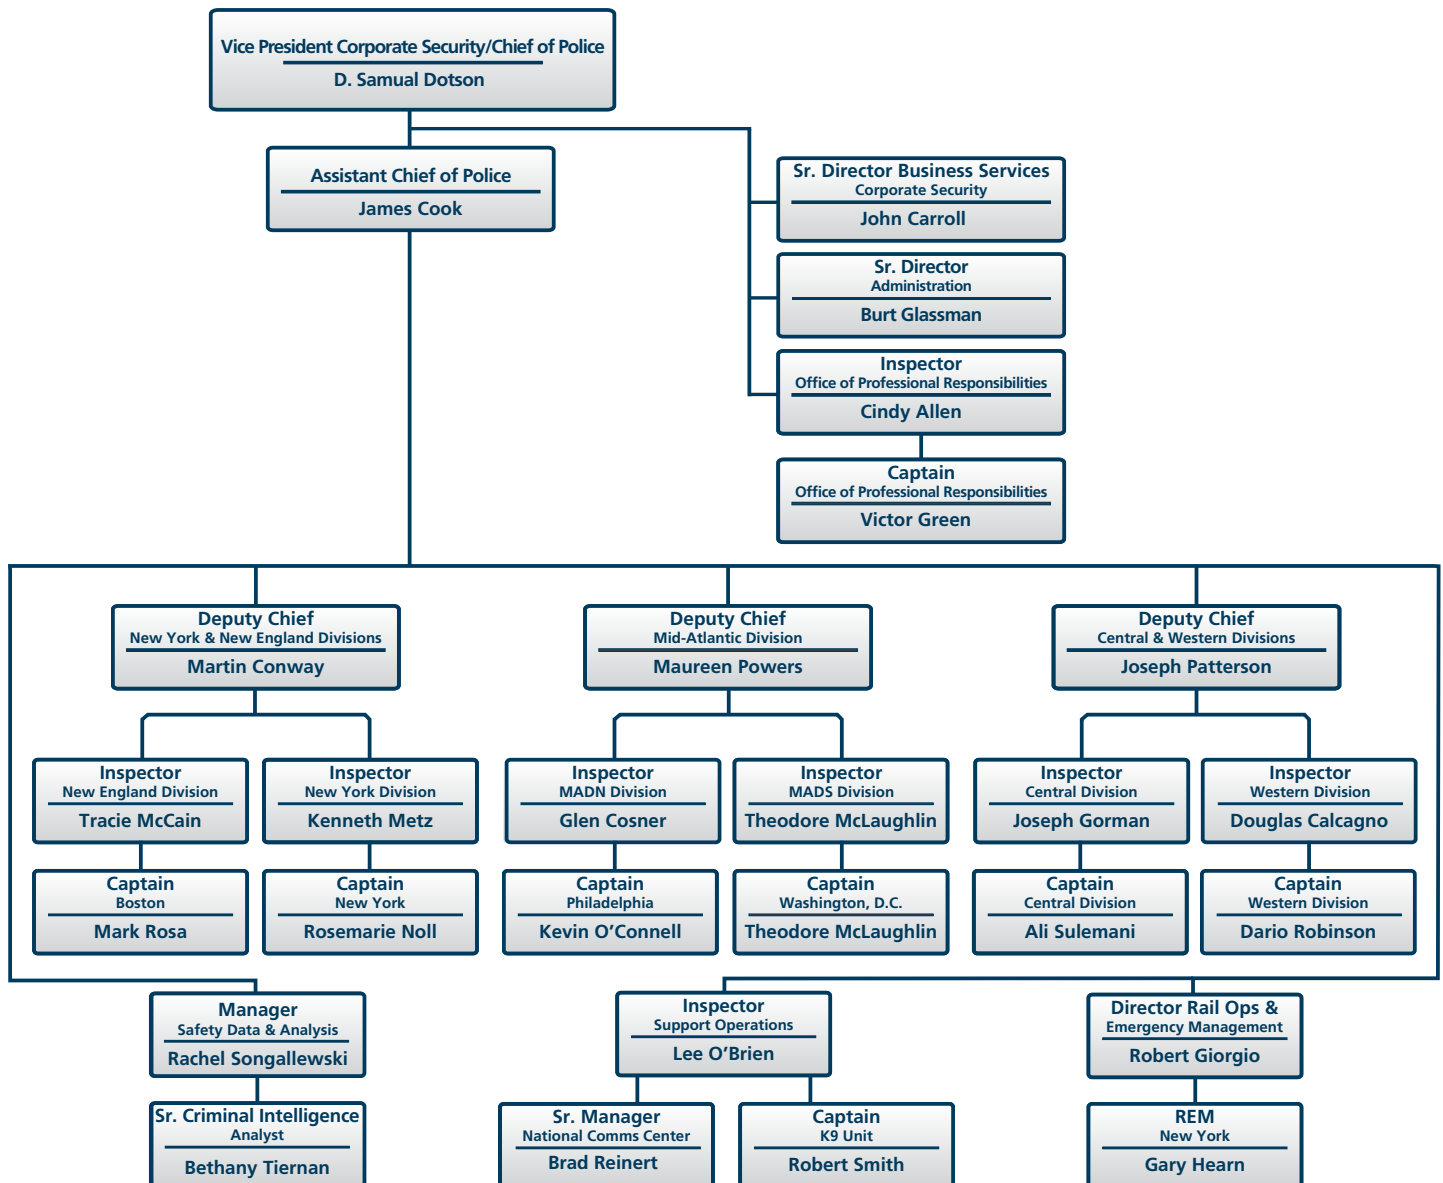 Vice President Corporate Security/Chief of Police
D. Samual Dotson
Assistant Chief of Police
James Cook
Sr. Director Business Services
Corporate Security
John Carroll
Sr. Director
Administration
Burt Glassman
Inspector
Office of Professional Responsibilities
Cindy Allen
Captain
Office of Professional Responsibilities
Victor Green
Deputy Chief
New York & New England Divisions
Martin Conway
Deputy Chief
Mid-Atlantic Division
Maureen Powers
Deputy Chief
Central & Western Divisions
Joseph Patterson
Inspector
New England Division
Tracie McCain
Inspector
New York Division
Kenneth Metz
Inspector
MADN Division
Glen Cosner
Inspector
MADS Division
Theodore McLaughlin
Inspector
Central Division
Joseph Gorman
Inspector
Western Division
Douglas Calcagno
Captain
Boston
Mark Rosa
Captain
New York
Rosemarie Noll
Captain
Philadelphia
Kevin O’Connell
Captain
Washington, D.C.
Theodore McLaughlin
Captain
Central Division
Ali Sulemani
Captain
Western Division
Dario Robinson
Manager
Safety Data & Analysis
Rachel Songallewski
Inspector
Support Operations
Lee O’Brien
Director Rail Ops &
Emergency Management
Robert Giorgio
Sr. Criminal Intelligence
Analyst
Bethany Tiernan
Sr. Manager
National Comms Center
Brad Reinert
Captain
K9 Unit
Robert Smith
REM
New York
Gary Hearn